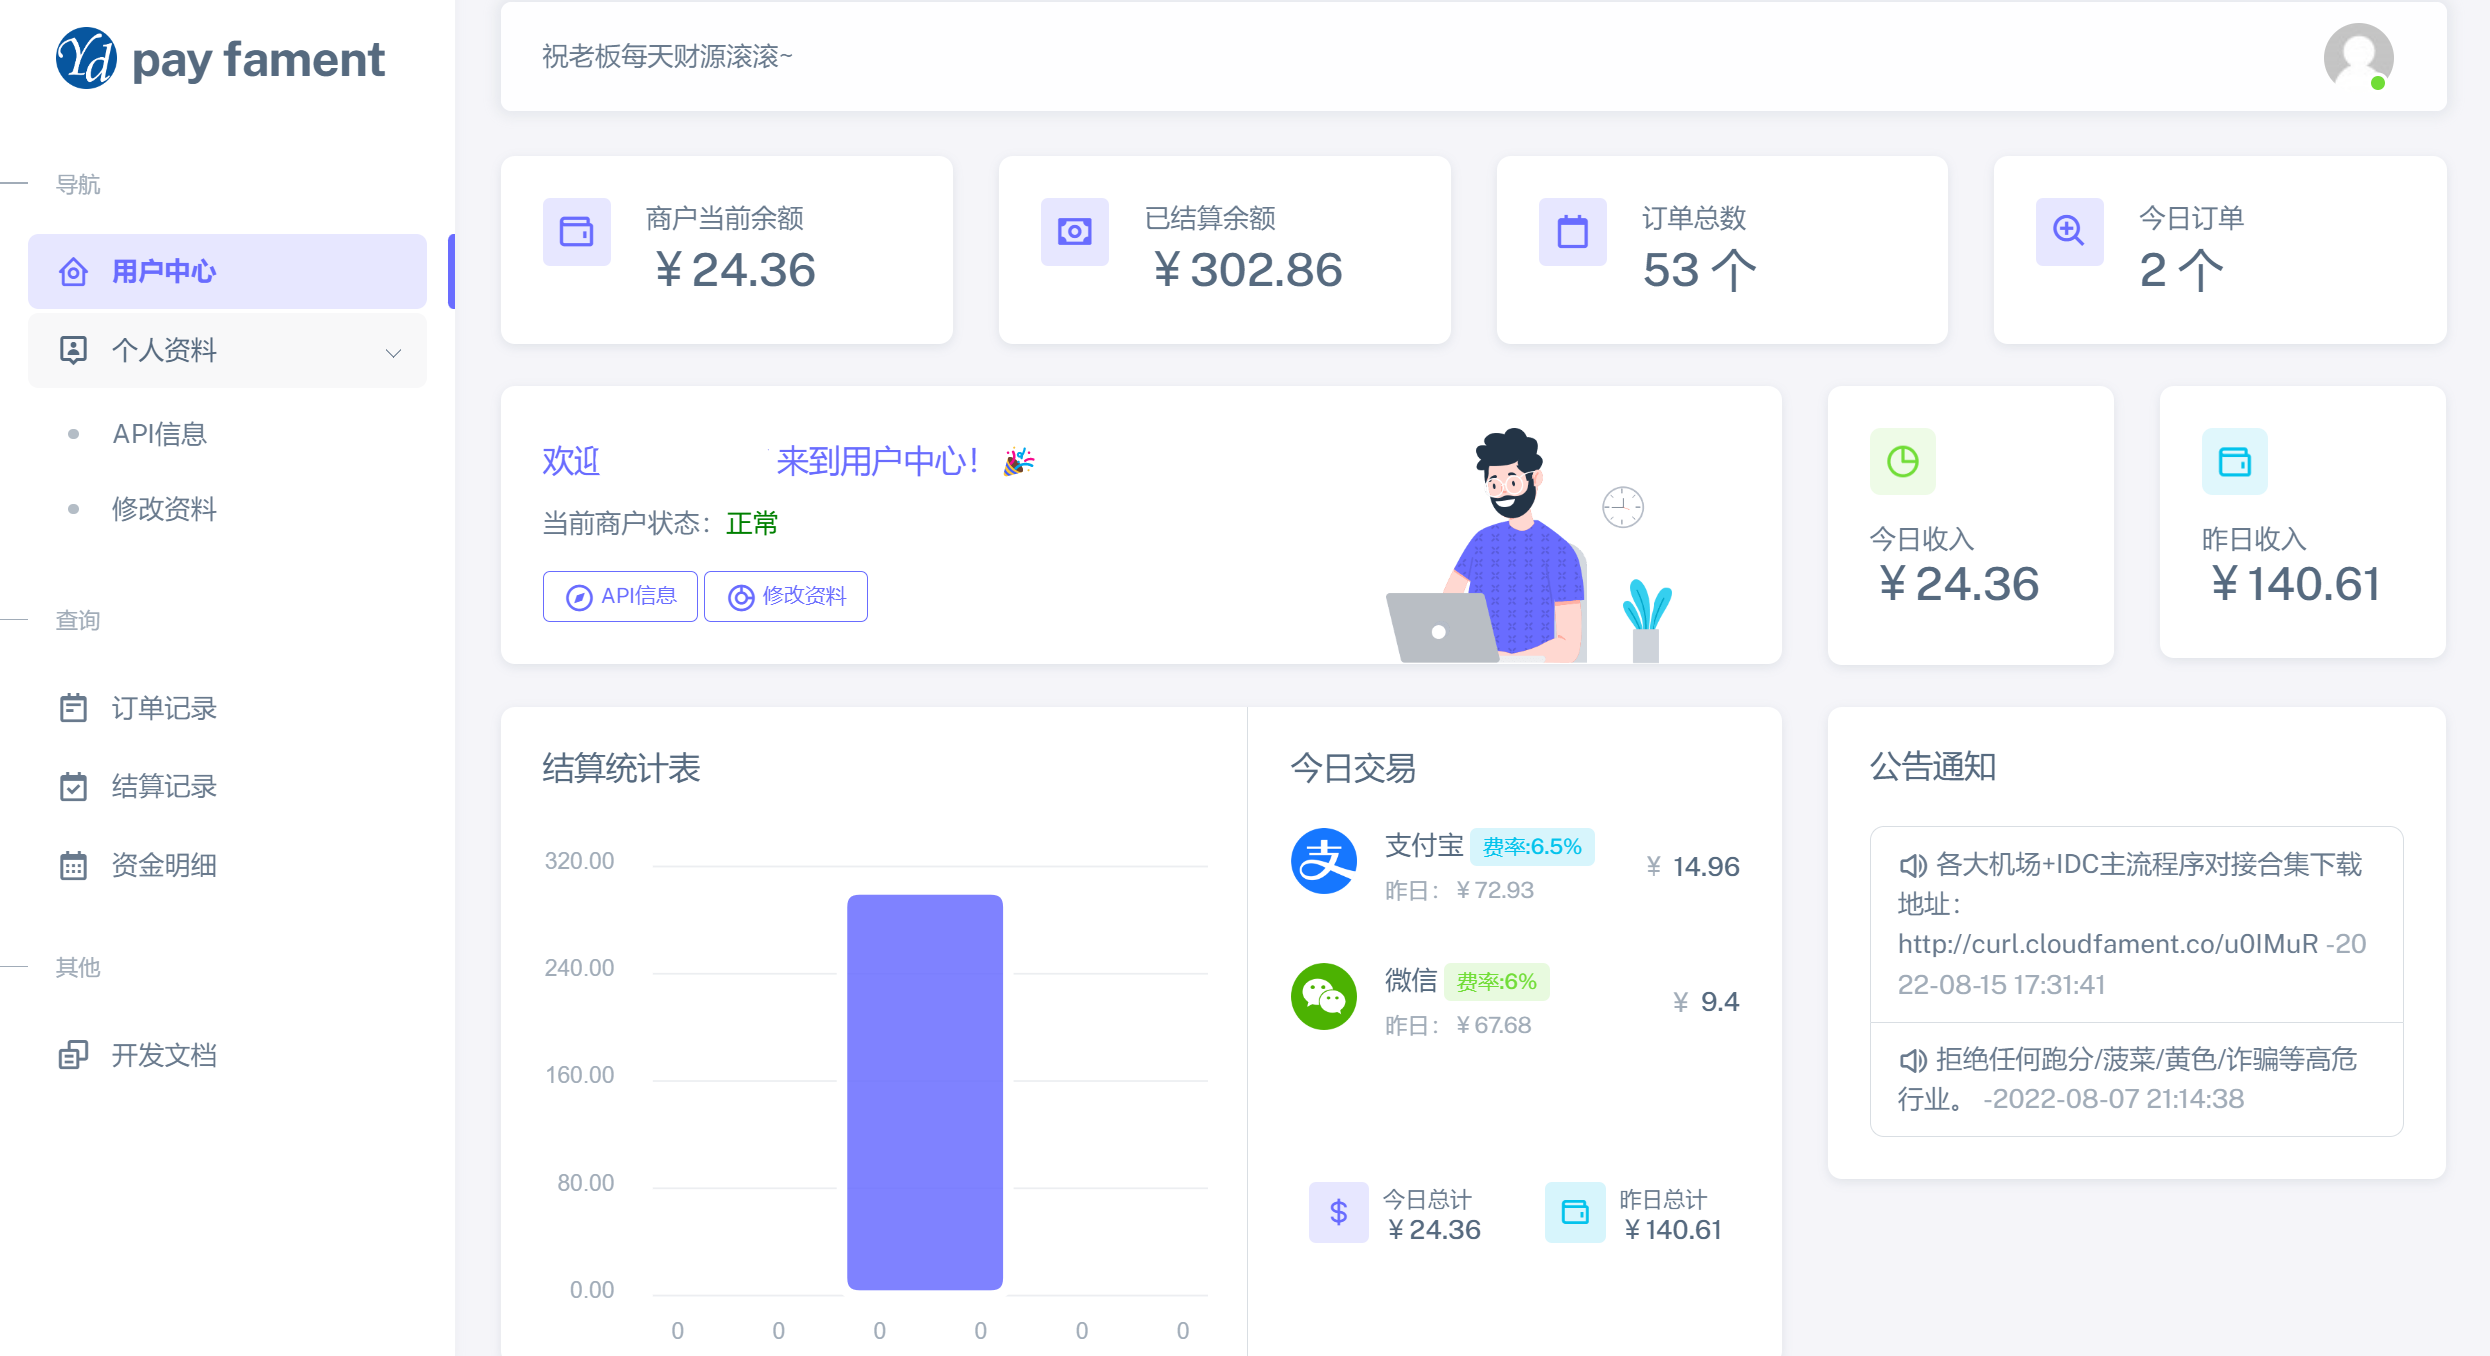 Yd pay fament
导航
用户中心
个人资料
API信息
修改资料
查询
订单记录
结算记录
资金明细
其他
开发文档
祝老板每天财源滚滚~
商户当前余额
¥ 24.36
已结算余额
¥ 302.86
订单总数
53 个
今日订单
2 个
欢迎 来到用户中心！🎉
当前商户状态：正常
API信息 修改资料
今日收入
¥ 24.36
昨日收入
¥ 140.61
结算统计表
320.00
240.00
160.00
80.00
0.00
0 0 0 0 0 0
今日交易
支付宝 费率:6.5%
昨日： ¥ 72.93
¥ 14.96
微信 费率:6%
昨日： ¥ 67.68
¥ 9.4
$ 今日总计
¥ 24.36
昨日总计
¥ 140.61
公告通知
各大机场+IDC主流程序对接合集下载
地址：
http://curl.cloudfament.co/u0IMuR -20
22-08-15 17:31:41
拒绝任何跑分/菠菜/黄色/诈骗等高危
行业。 -2022-08-07 21:14:38